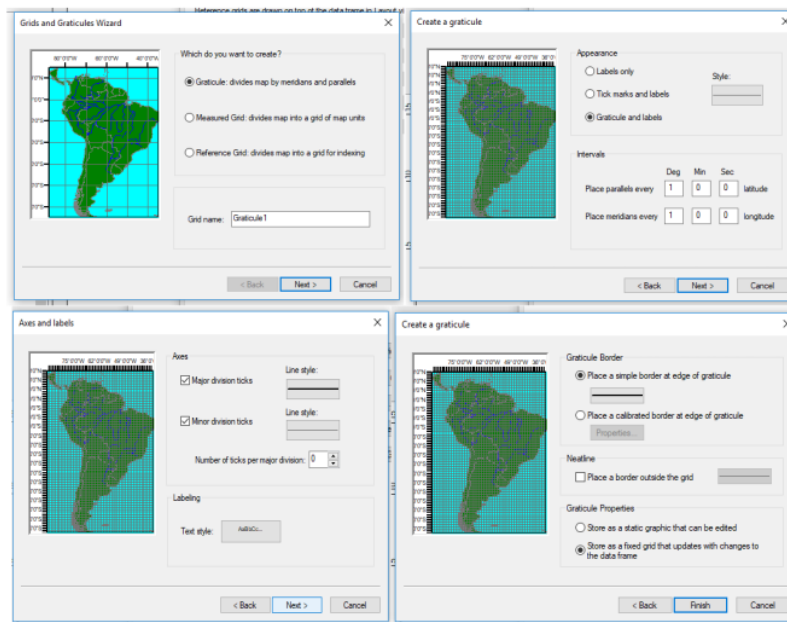 Reference grids are drawn on top of the data frame in Layout
Grids and Graticules Wizard
Which do you want to create?
Graticule: divides map by meridians and parallels
Measured Grid: divides map into a grid of map units
Reference Grid: divides map into a grid for indexing
Grid name: Graticule1
< Back Next > Cancel
Create a graticule
Appearance
Labels only
Style:
Tick marks and labels
Graticule and labels
Intervals
Deg Min Sec
Place parallels every 1 0 0 latitude
Place meridians every 1 0 0 longitude
< Back Next > Cancel
Axes and labels
Axes
Line style:
Major division ticks
Line style:
Minor division ticks
Number of ticks per major division: 0
Labeling
Text style:
< Back Next > Cancel
Create a graticule
Graticule Border
Place a simple border at edge of graticule
Place a calibrated border at edge of graticule
Properties...
Neatline
Place a border outside the grid
Graticule Properties
Store as a static graphic that can be edited
Store as a fixed grid that updates with changes to
the data frame
< Back Finish Cancel